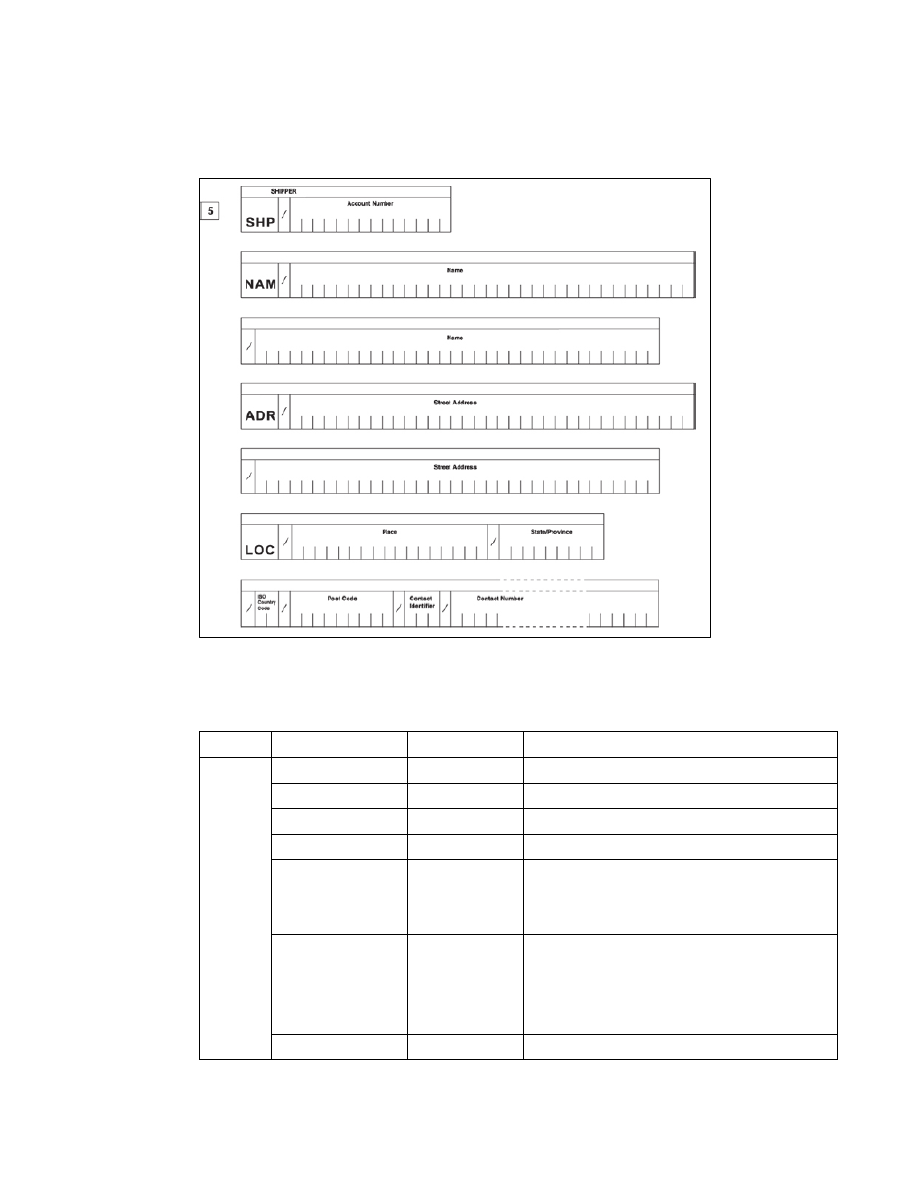 SHIPPER
5
SHP / Account Number
NAM / Name
/ Name
ADR / Street Address
/ Street Address
LOC / Place / State/Province
/ ISO Country Code / Post Code / Contact Identifier / Contact Number